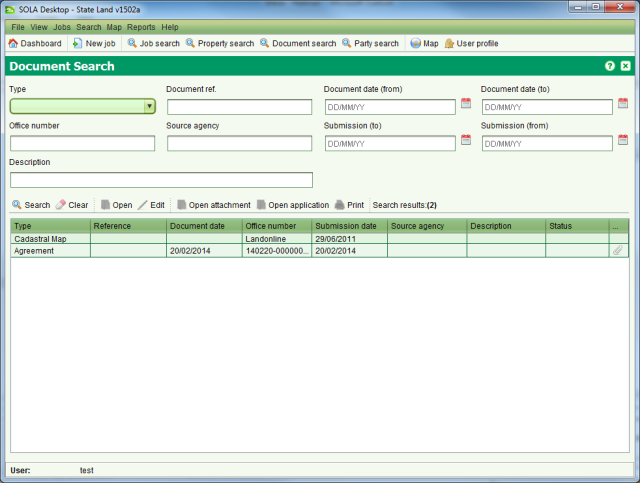 SOLA Desktop - State Land v1502a
File View Jobs Search Map Reports Help
Dashboard New job Job search Property search Document search Party search Map User profile
Document Search
Type Document ref. Document date (from) Document date (to)
DD/MM/YY DD/MM/YY
Office number Source agency Submission (to) Submission (from)
DD/MM/YY DD/MM/YY
Description
Search Clear Open Edit Open attachment Open application Print Search results:(2)
Type Reference Document date Office number Submission date Source agency Description Status ...
Cadastral Map Landonline 29/06/2011
Agreement 20/02/2014 140220-000000... 20/02/2014
User: test